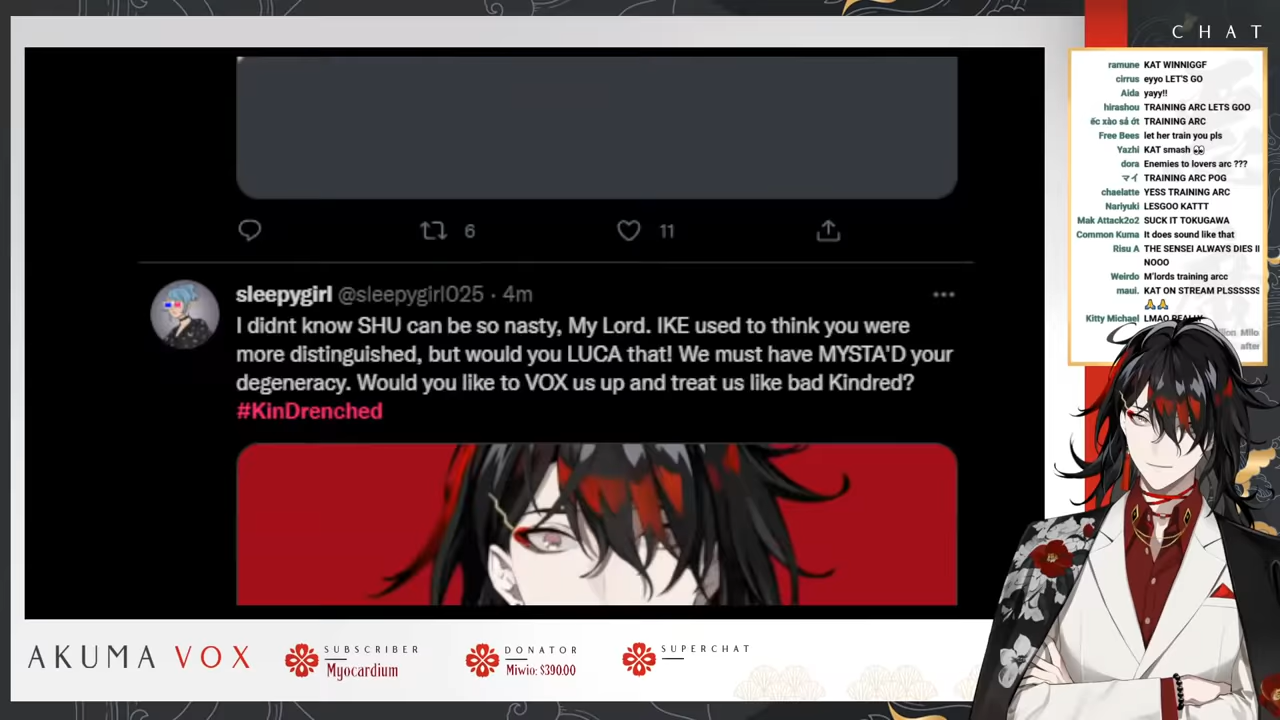 CHAT
ramune KAT WINNIGGF
cirrus eyyo LET'S GO
Aida yayy!!
hirashou TRAINING ARC LETS GOO
ếc xào sả ớt TRAINING ARC
Free Bees let her train you pls
Yazhi KAT smash 👀
dora Enemies to lovers arc ???
マイ TRAINING ARC POG
chaelatte YESS TRAINING ARC
Nariyuki LESGOO KATTT
Mak Attack2o2 SUCK IT TOKUGAWA
Common Kuma It does sound like that
Risu A THE SENSEI ALWAYS DIES II
NOOO
Weirdo M'lords training arcc
maui. KAT ON STREAM PLSSSSSS
🙏🙏
Kitty Michael LMAO REALLY
Milo
after
6
11
sleepygirl @sleepygirl025 · 4m
I didnt know SHU can be so nasty, My Lord. IKE used to think you were
more distinguished, but would you LUCA that! We must have MYSTA'D your
degeneracy. Would you like to VOX us up and treat us like bad Kindred?
#KinDrenched
AKUMA VOX
SUBSCRIBER
Myocardium
DONATOR
Miwio: $390.00
SUPERCHAT